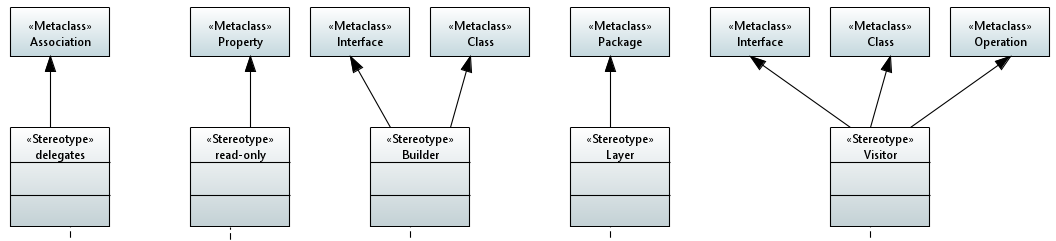 «Metaclass»
Association
«Metaclass»
Property
«Metaclass»
Interface
«Metaclass»
Class
«Metaclass»
Package
«Metaclass»
Interface
«Metaclass»
Class
«Metaclass»
Operation
«Stereotype»
delegates
«Stereotype»
read-only
«Stereotype»
Builder
«Stereotype»
Layer
«Stereotype»
Visitor